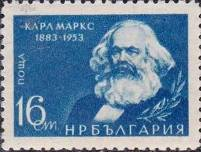 КАРЛ МАРКС
1883-1953
ПОЩА
16 ст.
НРБЪЛГАРИЯ